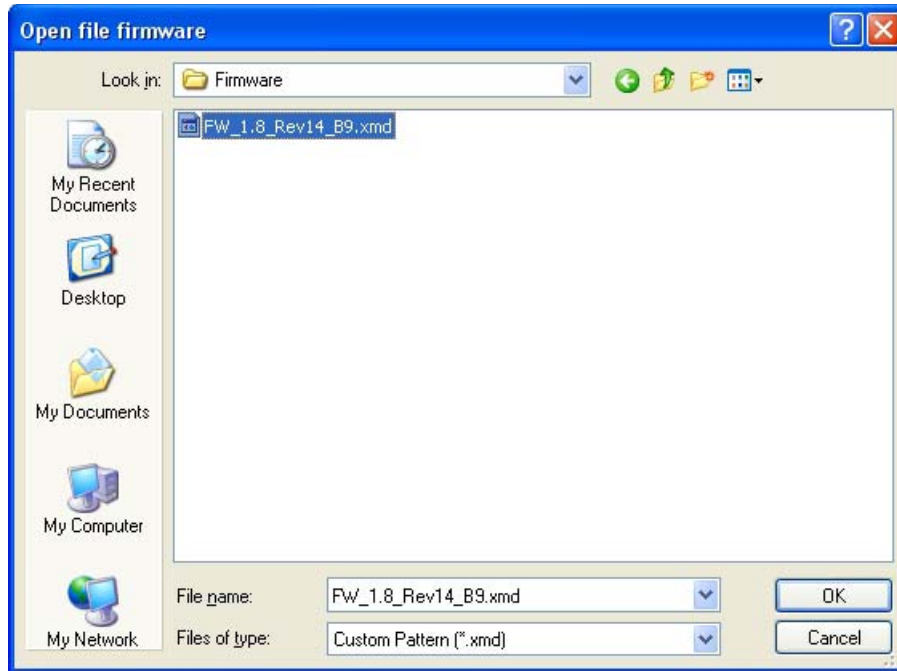 Open file firmware
Look in: Firmware
FW_1.8_Rev14_B9.xmd
My Recent
Documents
Desktop
My Documents
My Computer
My Network
File name: FW_1.8_Rev14_B9.xmd OK
Files of type: Custom Pattern (*.xmd) Cancel